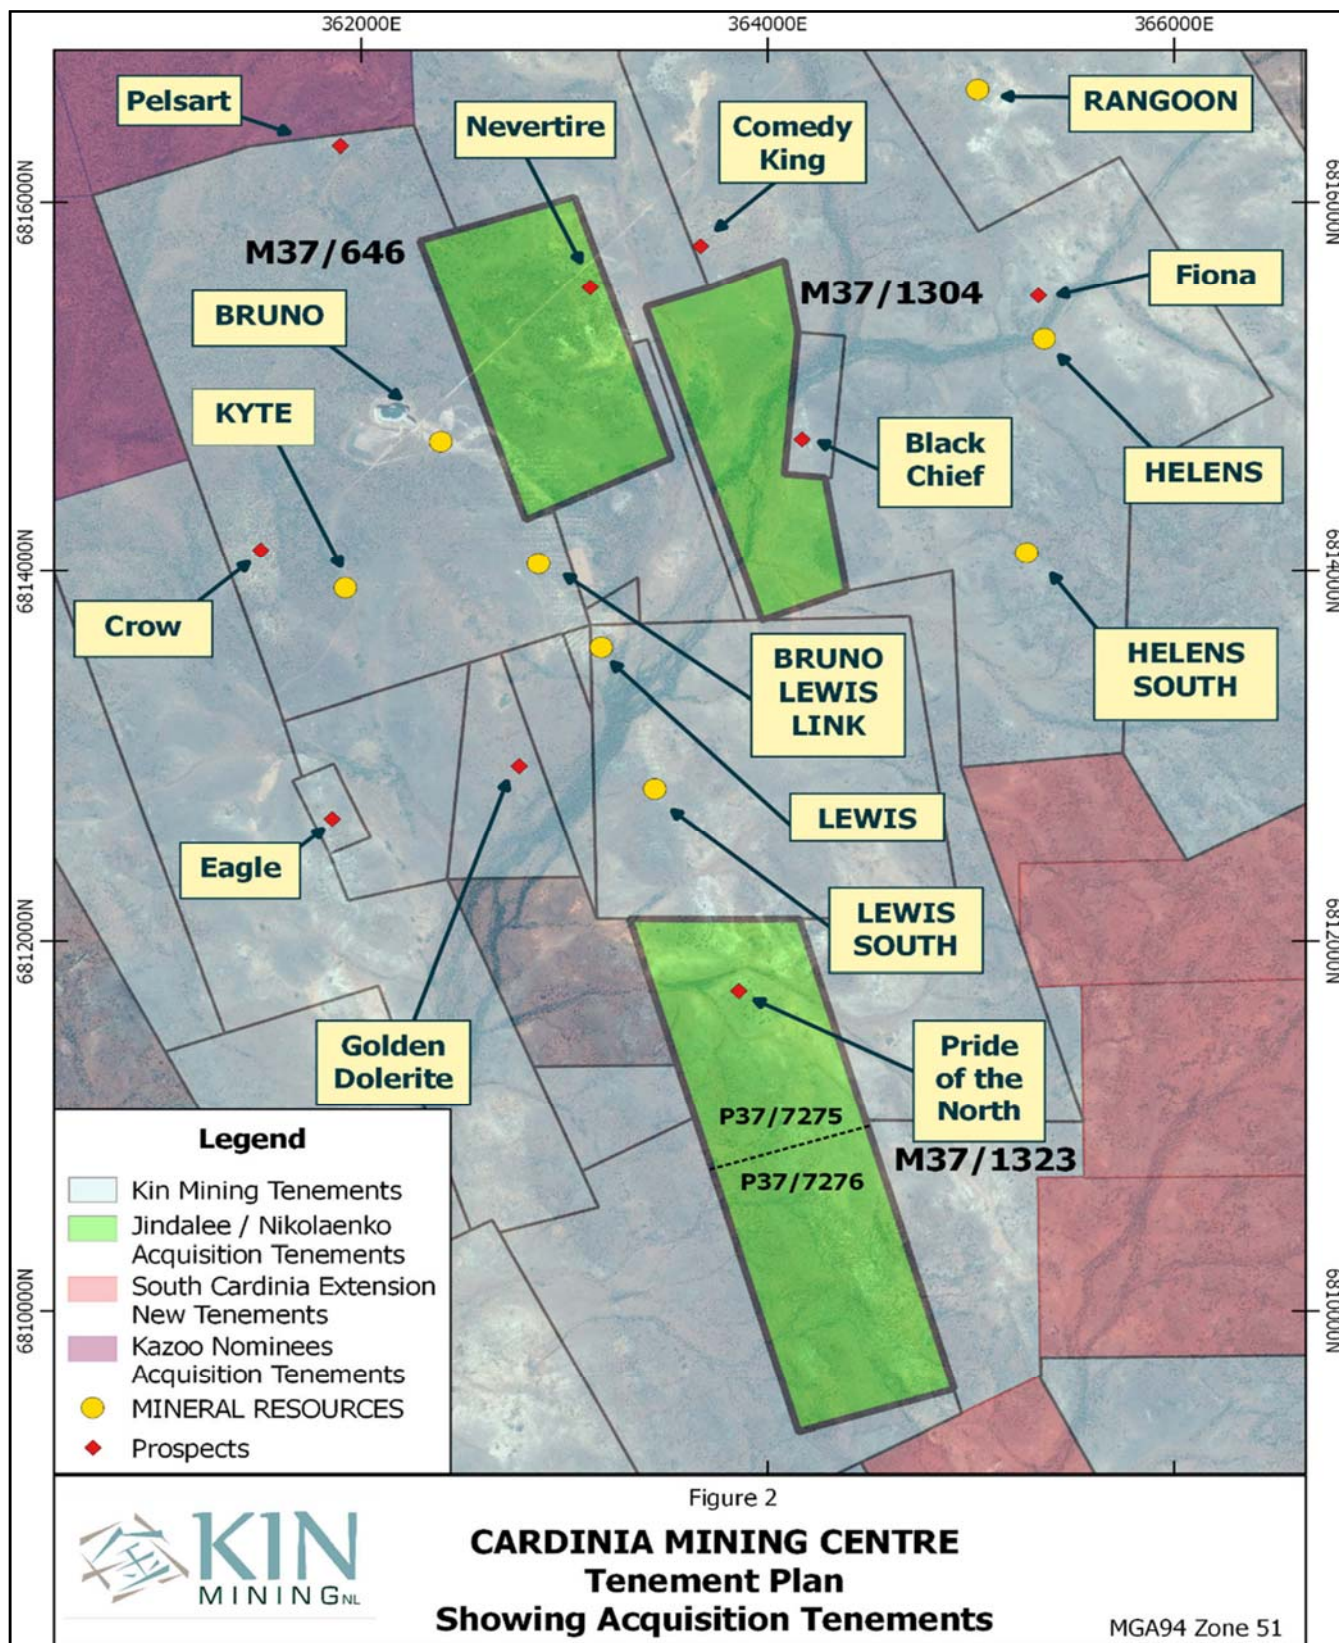 362000E
364000E
366000E
Pelsart
Nevertire
Comedy
King
RANGOON
6816000N
6816000N
M37/646
M37/1304
Fiona
BRUNO
KYTE
Black
Chief
HELENS
6814000N
6814000N
Crow
BRUNO
LEWIS
LINK
HELENS
SOUTH
LEWIS
Eagle
LEWIS
SOUTH
6812000N
6812000N
Golden
Dolerite
Pride
of the
North
P37/7275
M37/1323
P37/7276
Legend
Kin Mining Tenements
Jindalee / Nikolaenko
Acquisition Tenements
South Cardinia Extension
New Tenements
Kazoo Nominees
Acquisition Tenements
MINERAL RESOURCES
Prospects
6810000N
6810000N
Figure 2
金 KIN
MINING NL
CARDINIA MINING CENTRE
Tenement Plan
Showing Acquisition Tenements
MGA94 Zone 51